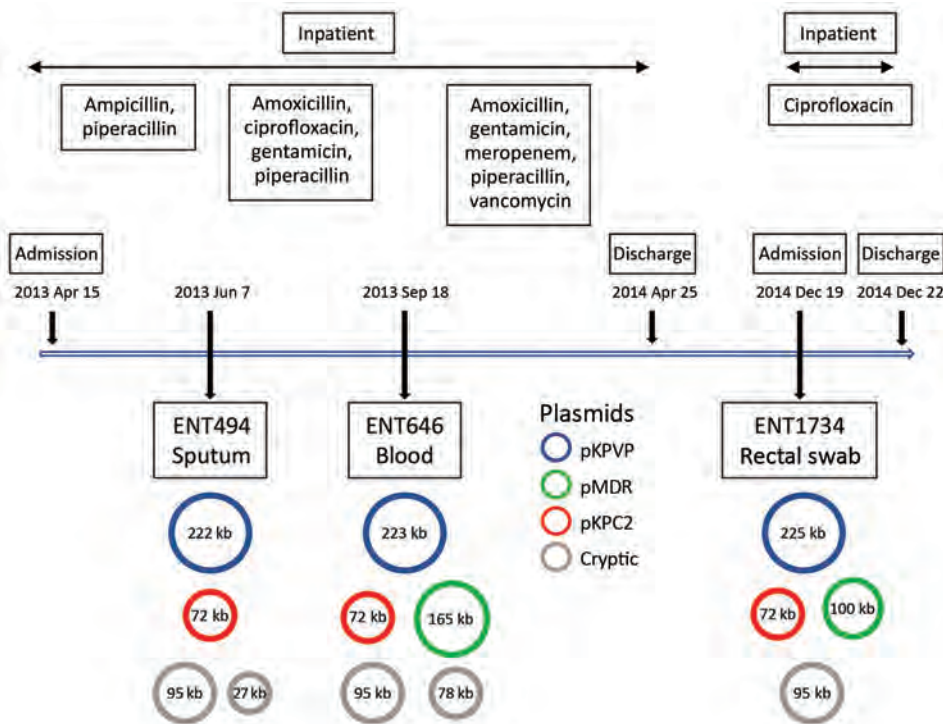 Inpatient
Inpatient
Ampicillin,
piperacillin
Amoxicillin,
ciprofloxacin,
gentamicin,
piperacillin
Amoxicillin,
gentamicin,
meropenem,
piperacillin,
vancomycin
Ciprofloxacin
Admission
Discharge
Admission
Discharge
2013 Apr 15
2013 Jun 7
2013 Sep 18
2014 Apr 25
2014 Dec 19
2014 Dec 22
ENT494
Sputum
ENT646
Blood
Plasmids
pKPVP
pMDR
pKPC2
Cryptic
ENT1734
Rectal swab
222 kb
223 kb
225 kb
72 kb
72 kb
165 kb
72 kb
100 kb
95 kb
27 kb
95 kb
78 kb
95 kb